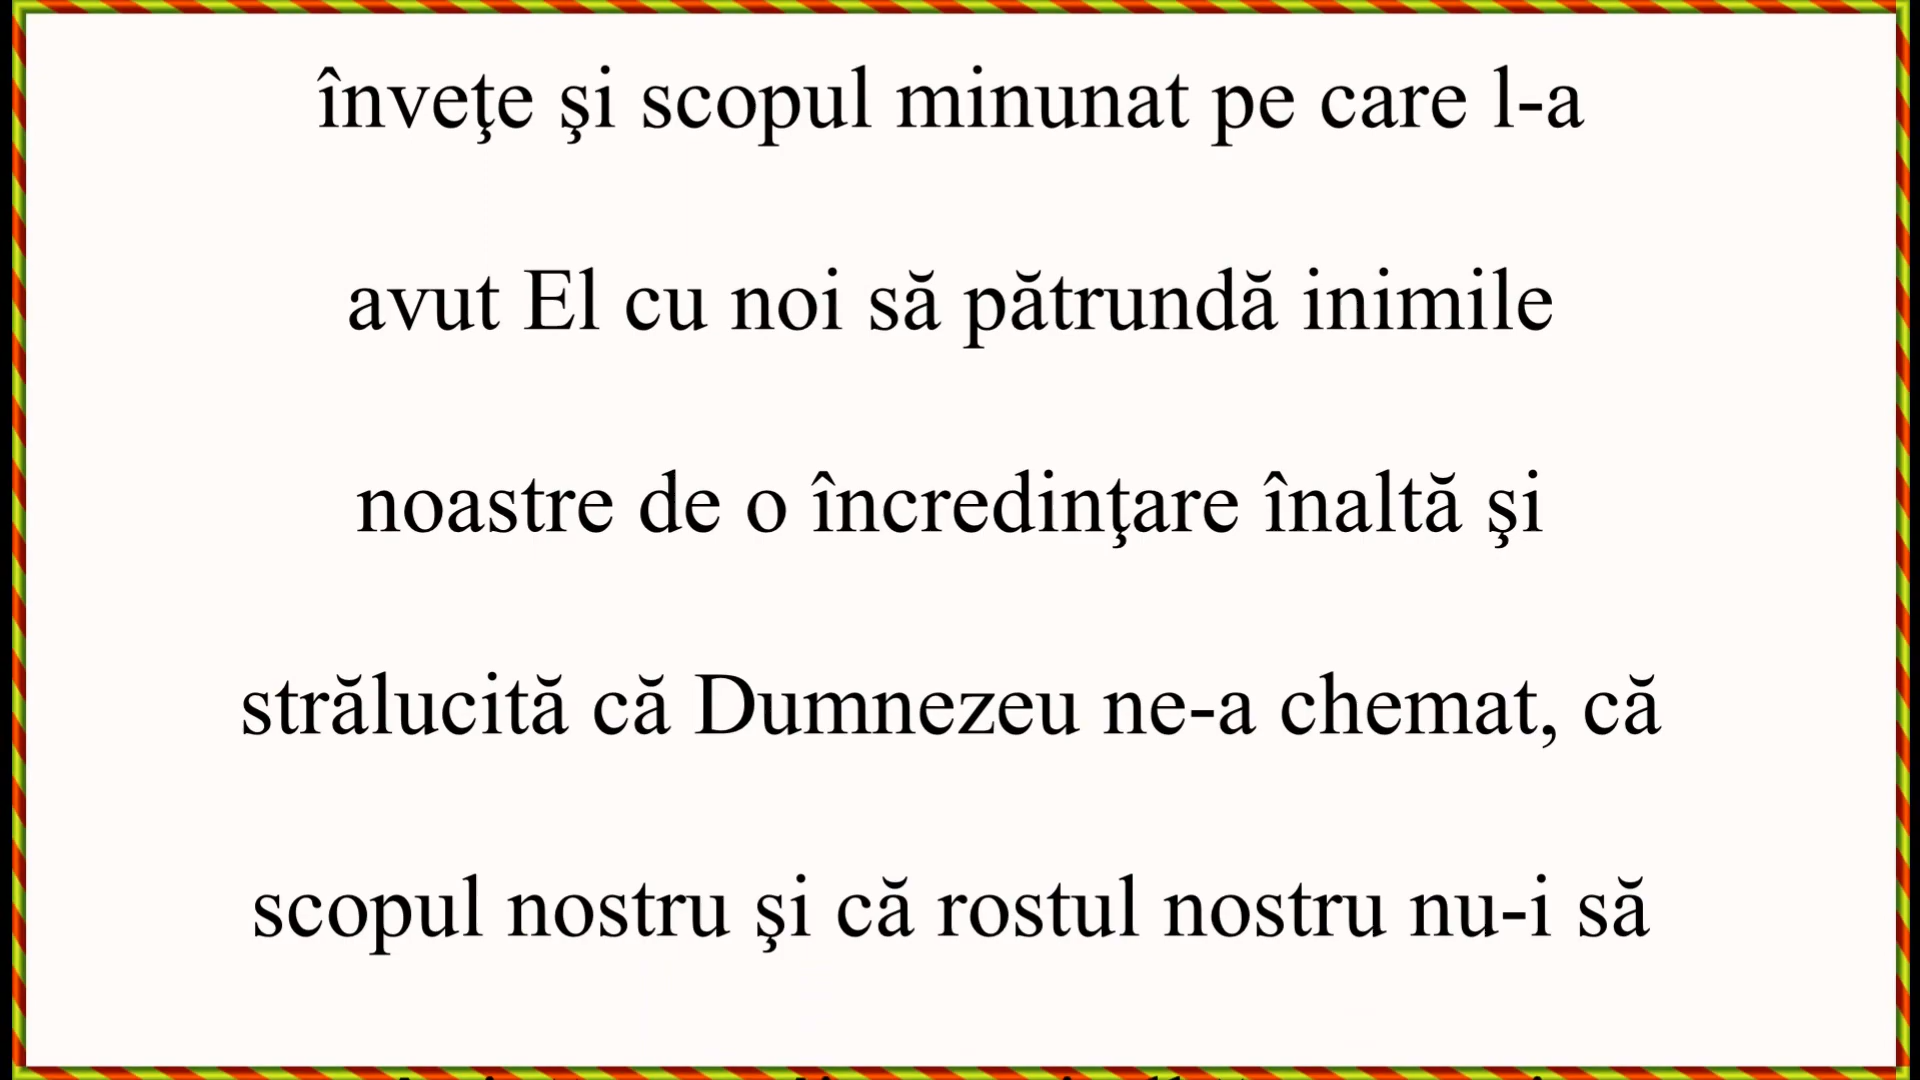 înveţe şi scopul minunat pe care l-a
avut El cu noi să pătrundă inimile
noastre de o încredinţare înaltă şi
strălucită că Dumnezeu ne-a chemat, că
scopul nostru şi că rostul nostru nu-i să